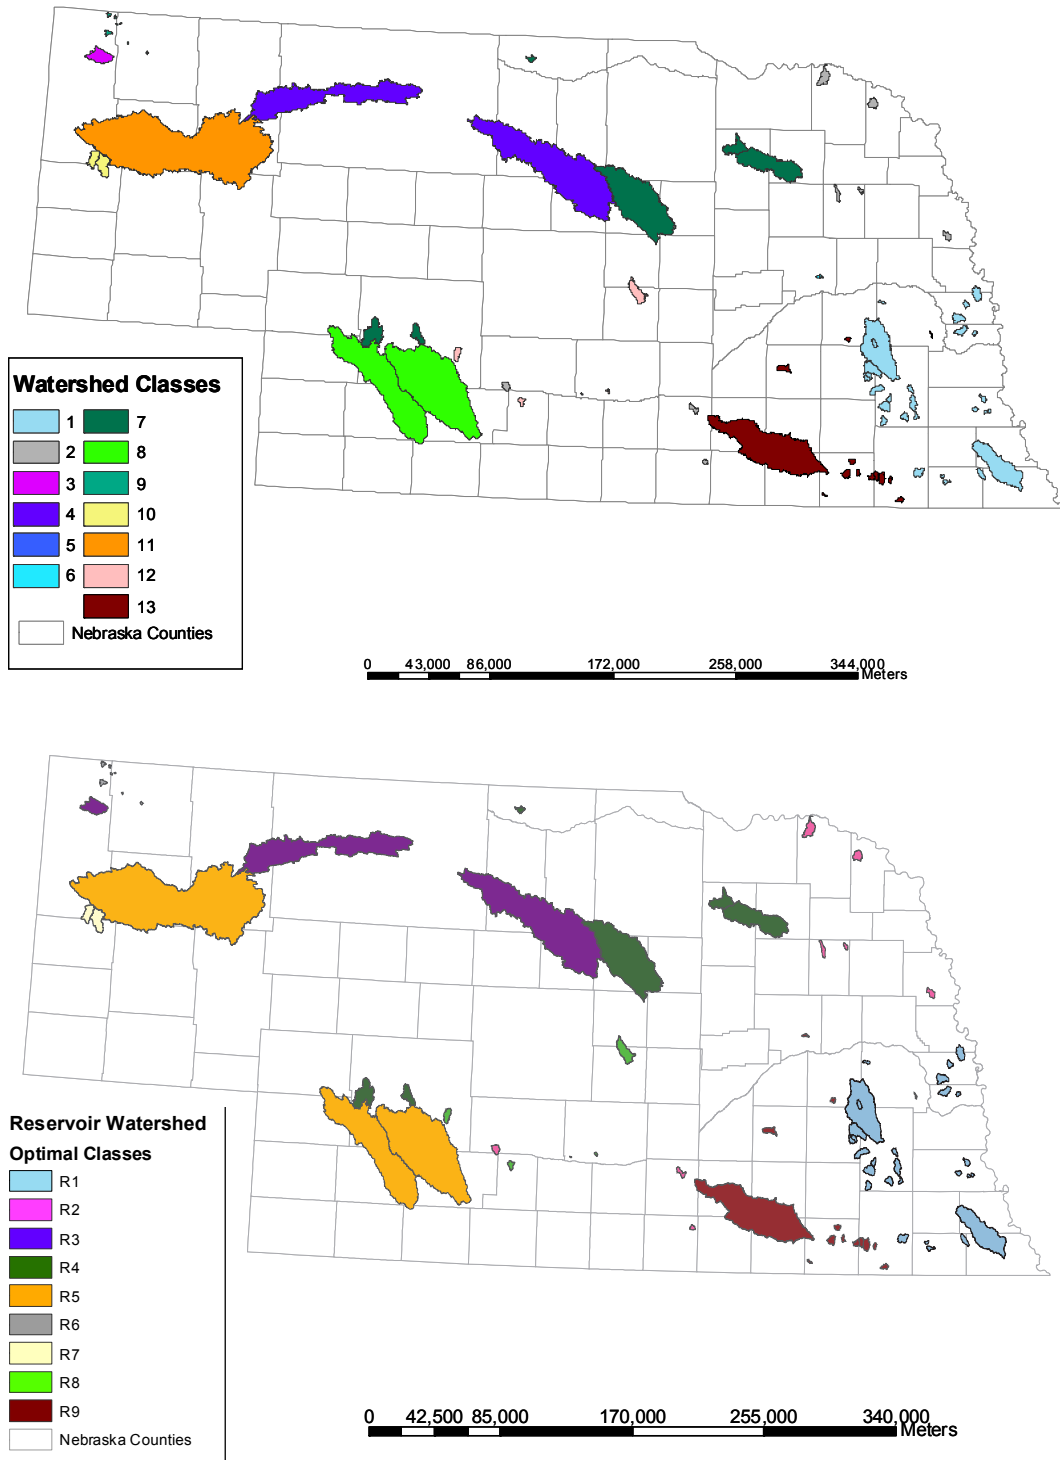 Watershed Classes
1 7
2 8
3 9
4 10
5 11
6 12
13
Nebraska Counties
0 43,000 86,000 172,000 258,000 344,000
Meters
Reservoir Watershed
Optimal Classes
R1
R2
R3
R4
R5
R6
R7
R8
R9
Nebraska Counties
0 42,500 85,000 170,000 255,000 340,000
Meters